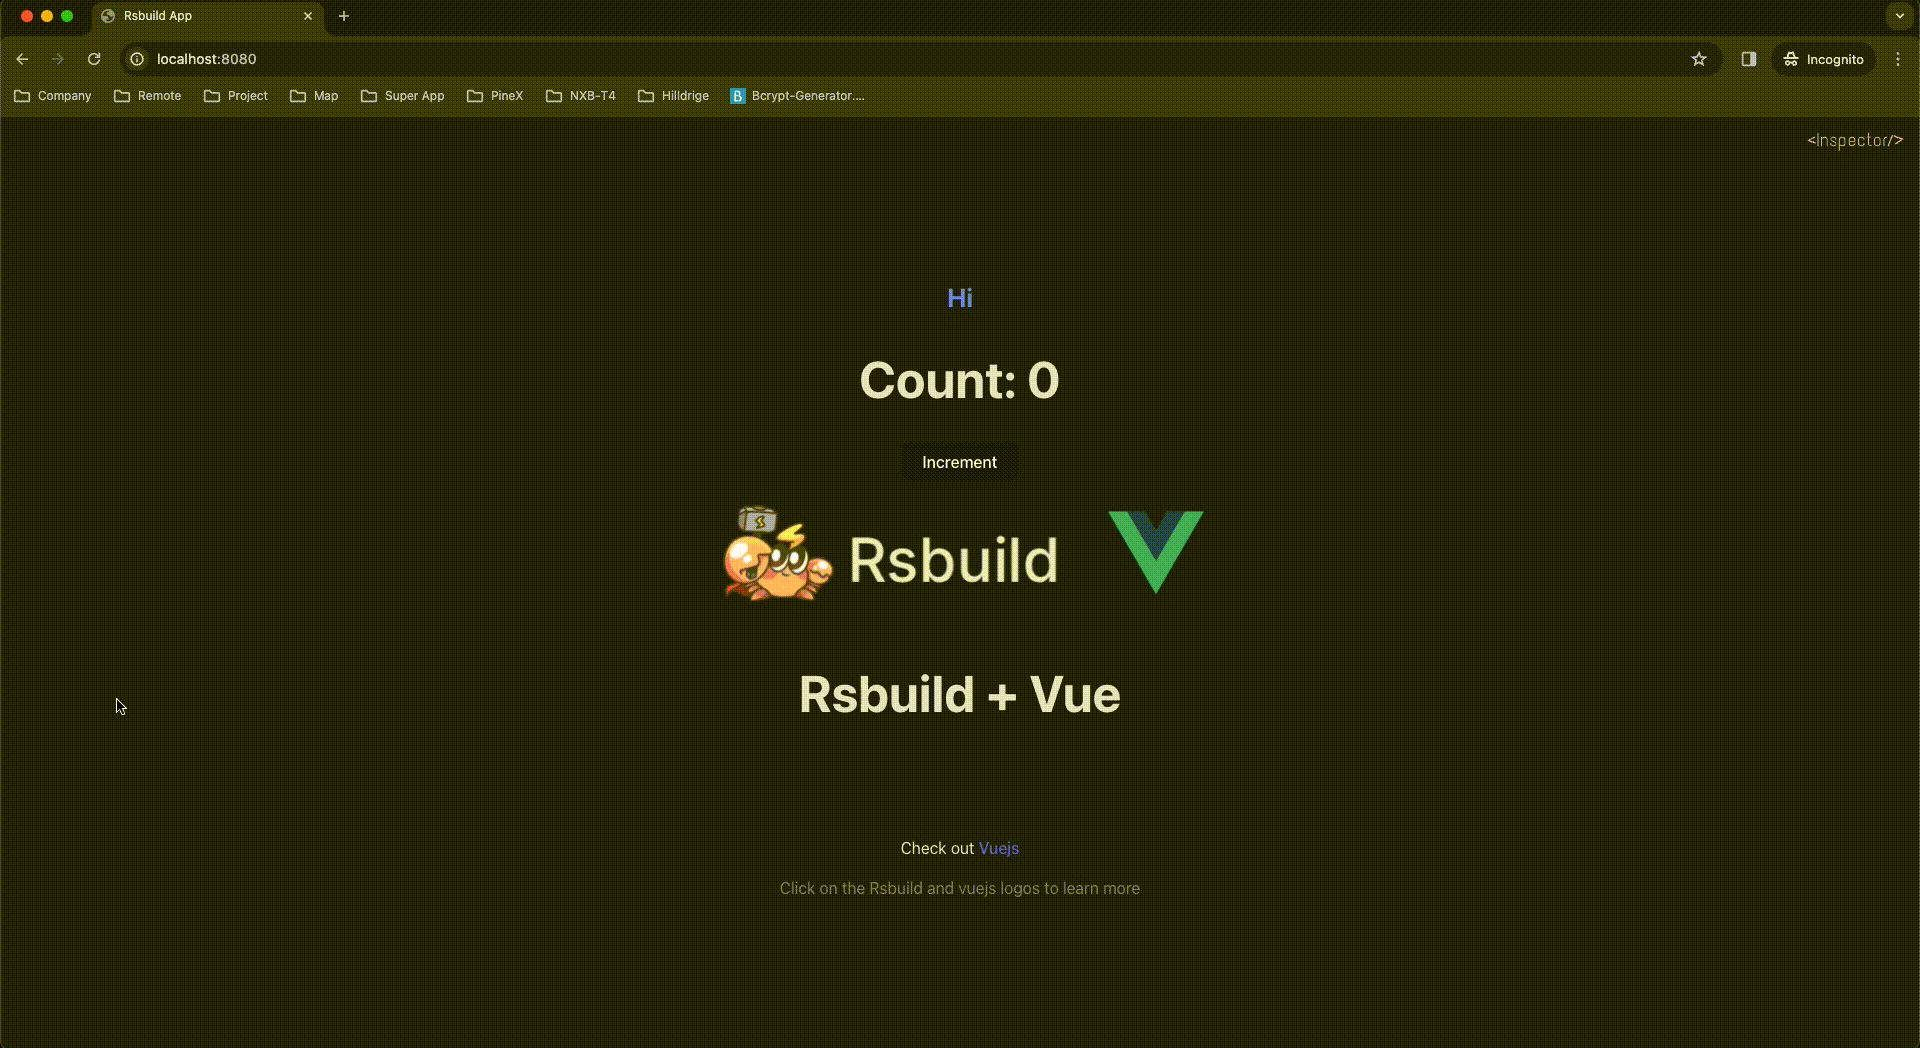 Rsbuild App
localhost:8080
Incognito
Company Remote Project Map Super App PineX NXB-T4 Hilldrige B Bcrypt-Generator....
<Inspector/>
Hi
Count: 0
Increment
Rsbuild
Rsbuild + Vue
Check out Vuejs
Click on the Rsbuild and vuejs logos to learn more